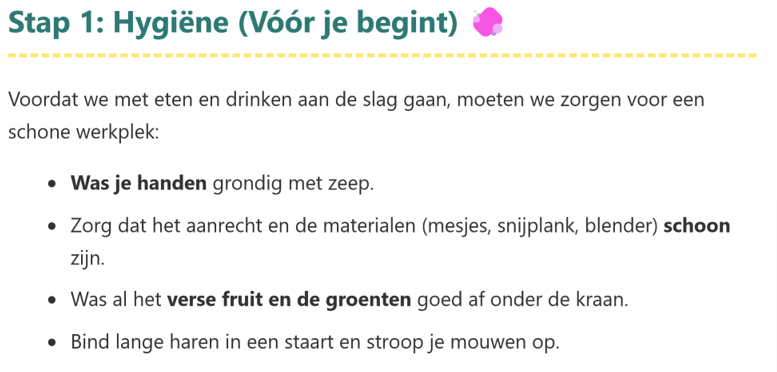 Stap 1: Hygiëne (Vóór je begint)
Voordat we met eten en drinken aan de slag gaan, moeten we zorgen voor een
schone werkplek:
• Was je handen grondig met zeep.
• Zorg dat het aanrecht en de materialen (mesjes, snijplank, blender) schoon
zijn.
• Was al het verse fruit en de groenten goed af onder de kraan.
• Bind lange haren in een staart en stroop je mouwen op.